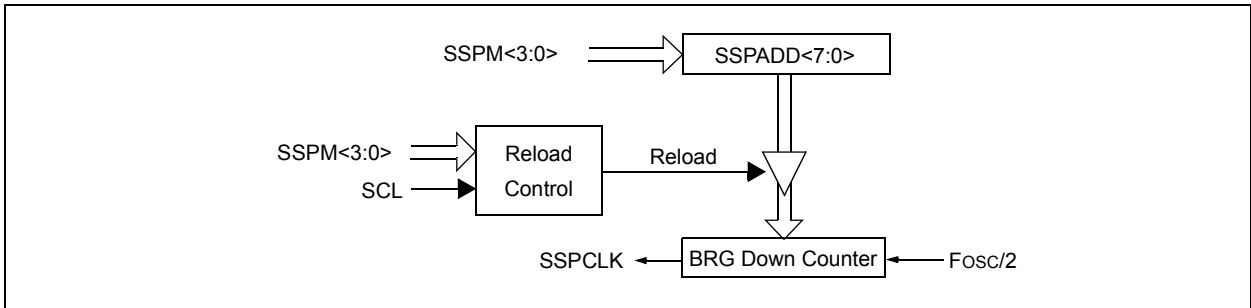 SSPM<3:0>
SSPADD<7:0>
SSPM<3:0>
SCL
Reload
Control
Reload
SSPCLK
BRG Down Counter
FOSC/2